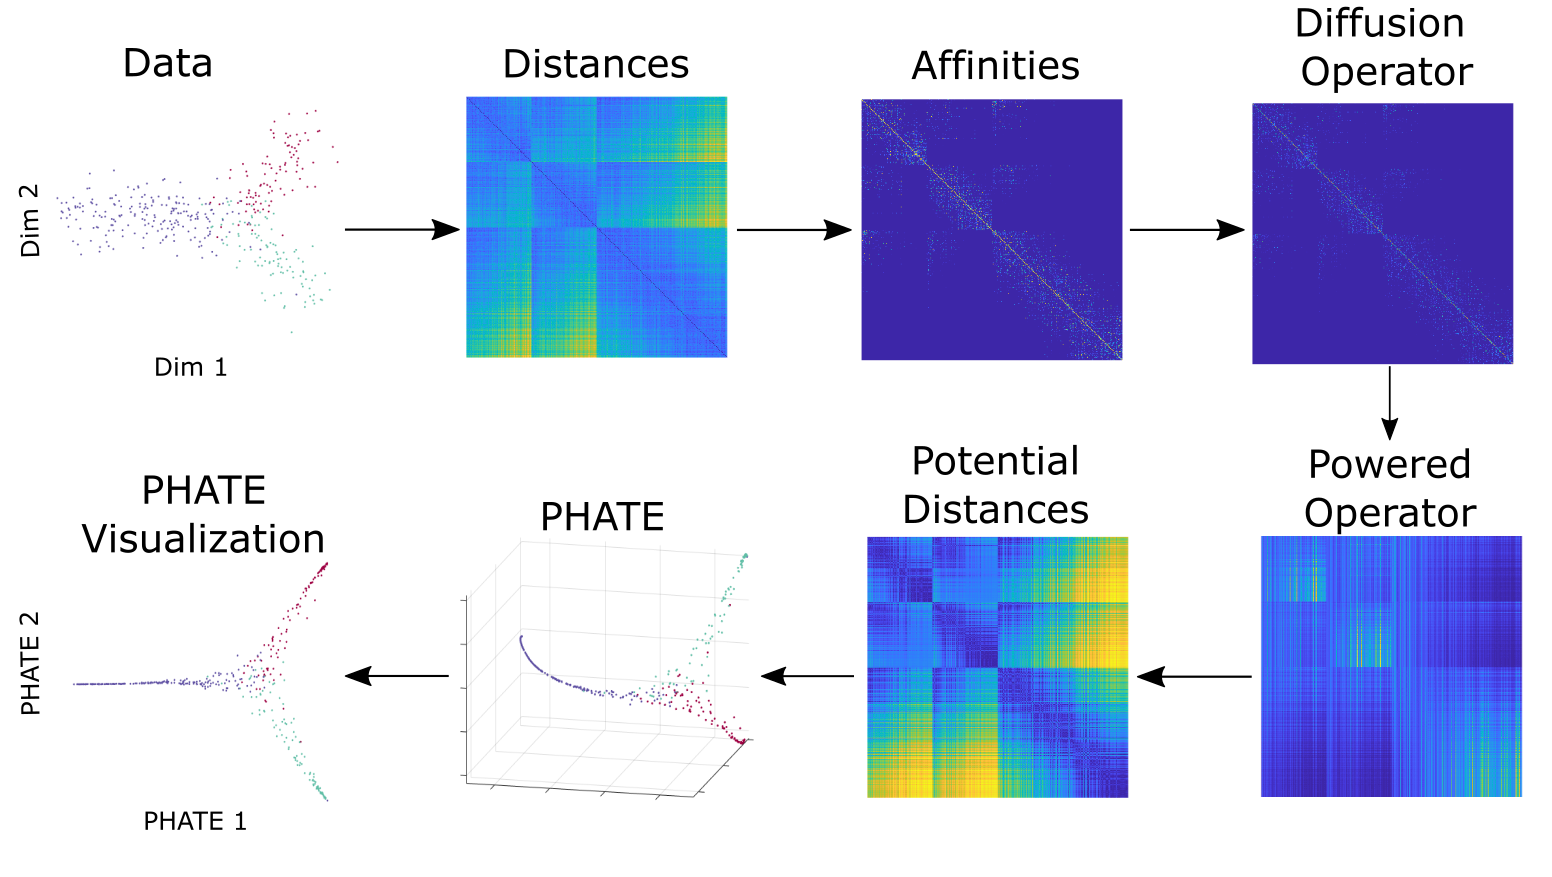 Data
Distances
Affinities
Diffusion
Operator
Dim 2
Dim 1
PHATE
Visualization
PHATE
Potential
Distances
Powered
Operator
PHATE 2
PHATE 1